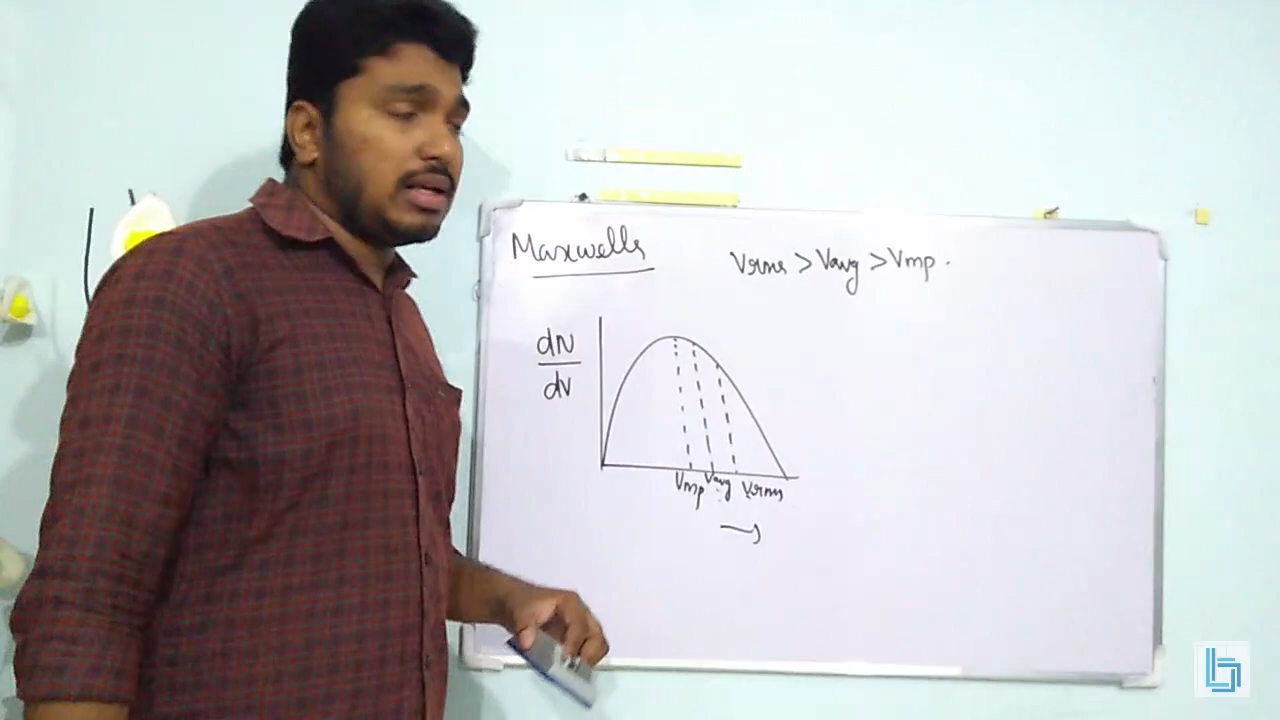 Maxwells
Vrms > Vavg > Vmp.
dN
dv
Vmp Vavg Vrms